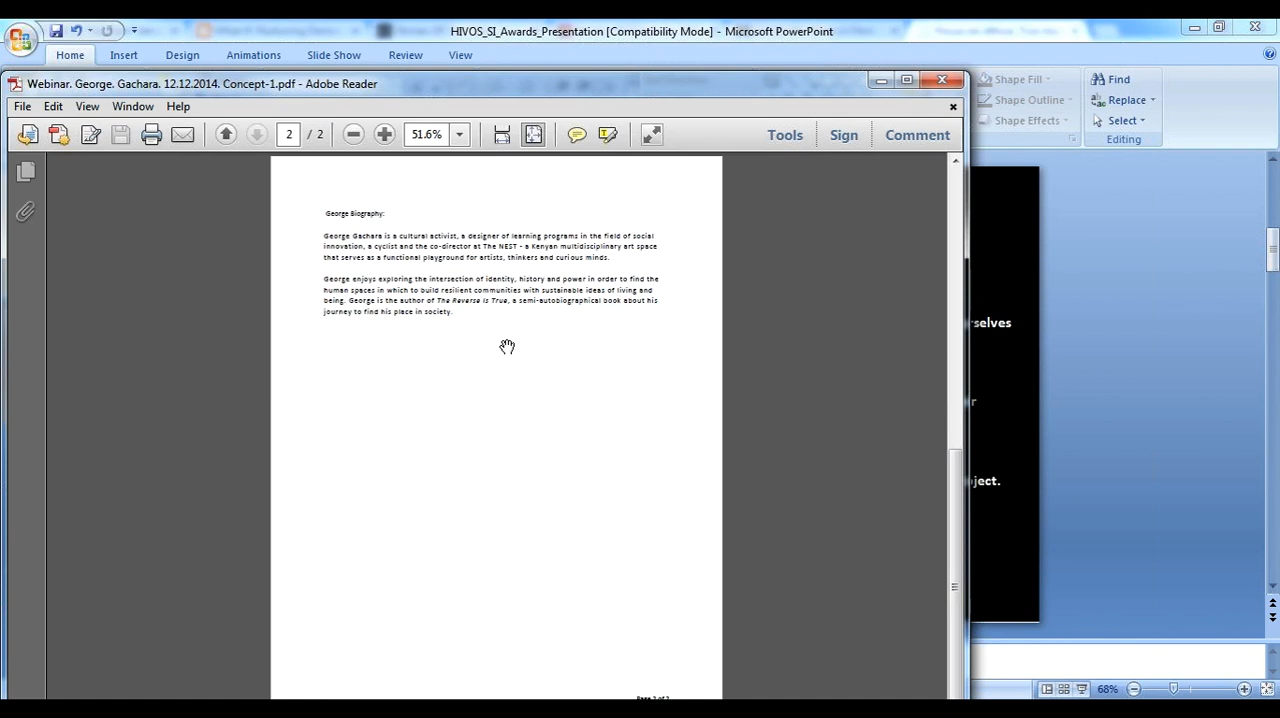 HIVOS_SI_Awards_Presentation [Compatibility Mode] - Microsoft PowerPoint
Home Insert Design Animations Slide Show Review View
Webinar. George. Gachara. 12.12.2014. Concept-1.pdf - Adobe Reader
File Edit View Window Help
2 / 2 51.6% Tools Sign Comment
Shape Fill
Shape Outline
Shape Effects
Find
Replace
Select
Editing
George Biography:
George Gachara is a cultural activist, a designer of learning programs in the field of social
innovation, a cyclist and the co-director at The NEST - a Kenyan multidisciplinary art space
that serves as a functional playground for artists, thinkers and curious minds.
George enjoys exploring the intersection of identity, history and power in order to find the
human spaces in which to build resilient communities with sustainable ideas of living and
being. George is the author of The Reverse is True, a semi-autobiographical book about his
journey to find his place in society.
rselves
r
ject.
Page 2 of 2
68%